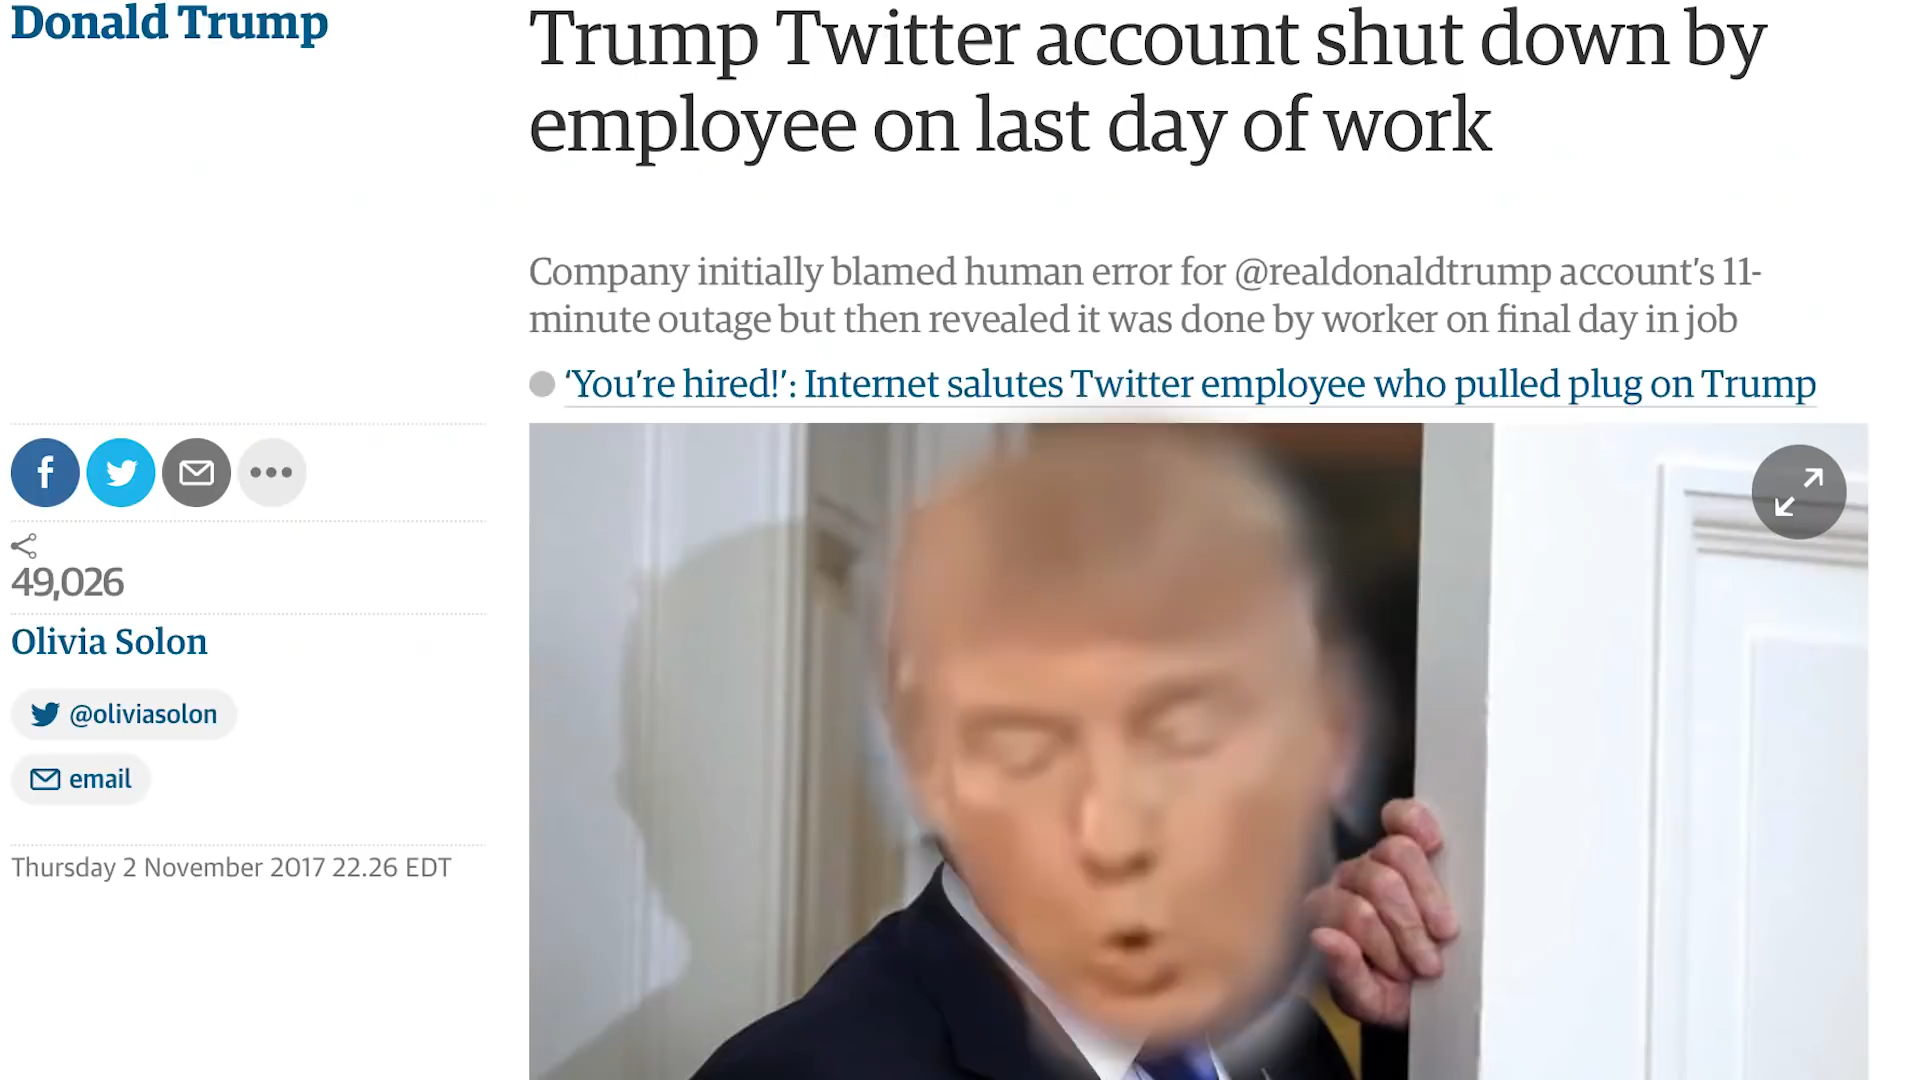 Donald Trump
Trump Twitter account shut down by
employee on last day of work
Company initially blamed human error for @realdonaldtrump account’s 11-
minute outage but then revealed it was done by worker on final day in job
‘You’re hired!’: Internet salutes Twitter employee who pulled plug on Trump
49,026
Olivia Solon
@oliviasolon
email
Thursday 2 November 2017 22.26 EDT